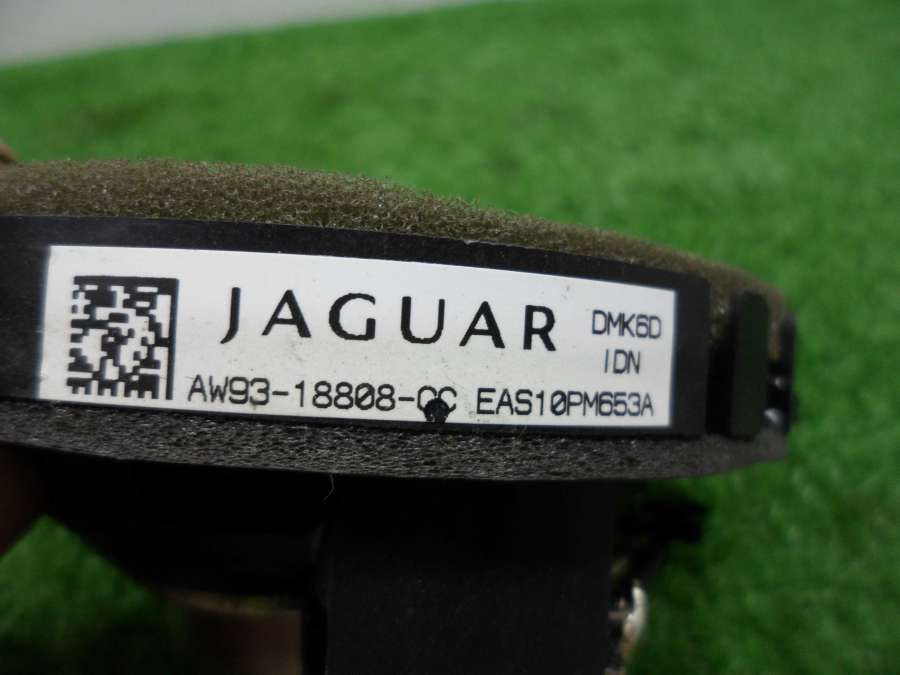 JAGUAR
DMK6D
IDN
AW93-18808-CC EAS10PM653A